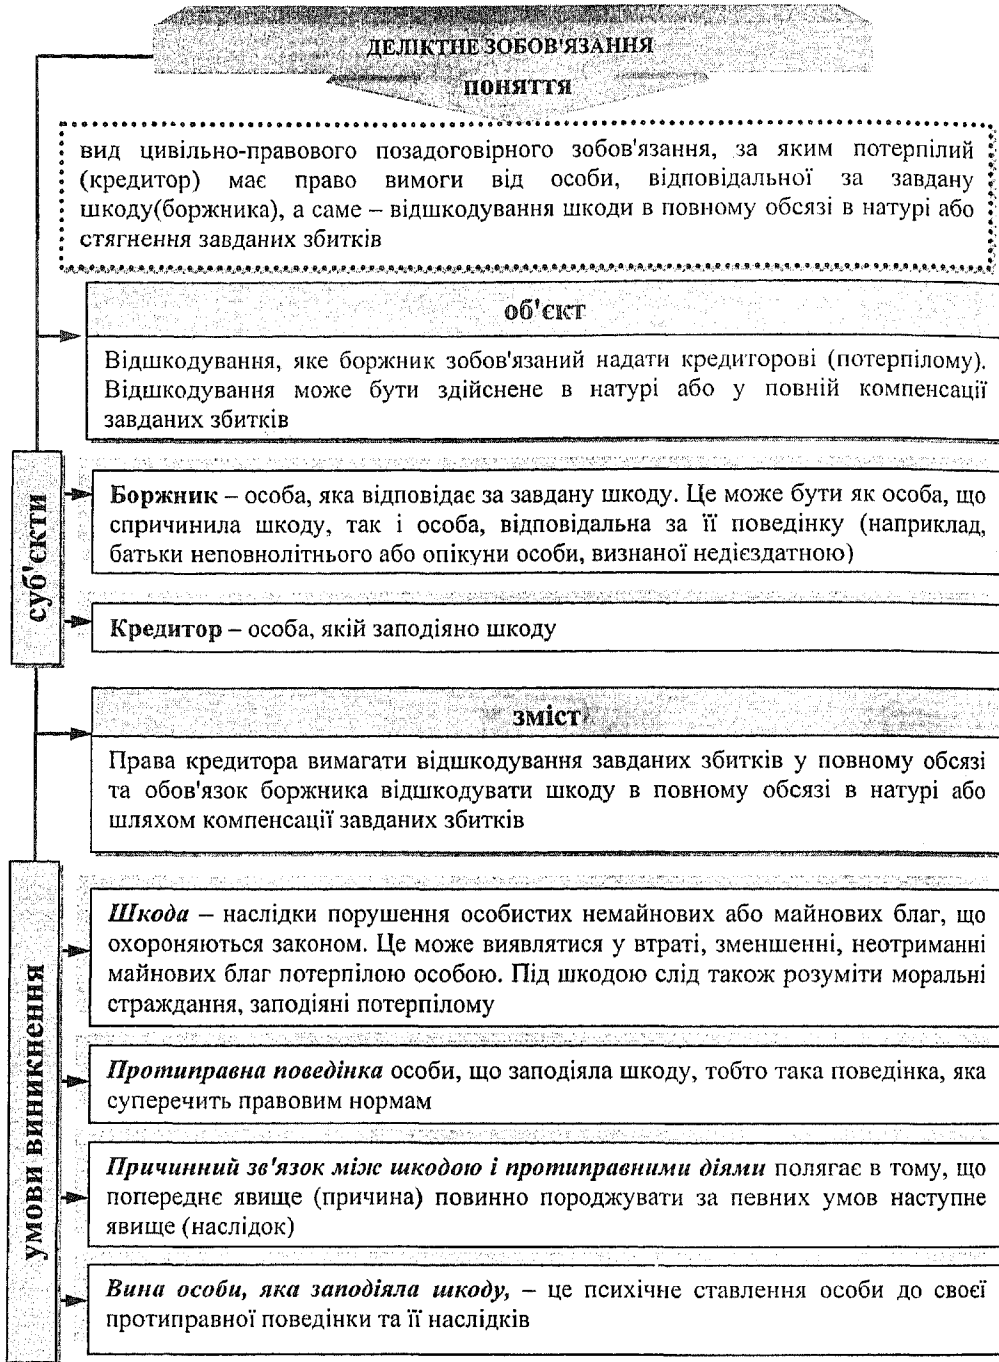 ДЕЛІКТНЕ ЗОБОВ'ЯЗАННЯ
ПОНЯТТЯ
вид цивільно-правового позадоговірного зобов'язання, за яким потерпілий
(кредитор) має право вимоги від особи, відповідальної за завдану
шкоду(боржника), а саме – відшкодування шкоди в повному обсязі в натурі або
стягнення завданих збитків
об'єкт
Відшкодування, яке боржник зобов'язаний надати кредиторові (потерпілому).
Відшкодування може бути здійснене в натурі або у повній компенсації
завданих збитків
суб'єкти
Боржник – особа, яка відповідає за завдану шкоду. Це може бути як особа, що
спричинила шкоду, так і особа, відповідальна за її поведінку (наприклад,
батьки неповнолітнього або опікуни особи, визнаної недієздатною)
Кредитор – особа, якій заподіяно шкоду
зміст
Права кредитора вимагати відшкодування завданих збитків у повному обсязі
та обов'язок боржника відшкодувати шкоду в повному обсязі в натурі або
шляхом компенсації завданих збитків
умови виникнення
Шкода – наслідки порушення особистих немайнових або майнових благ, що
охороняються законом. Це може виявлятися у втраті, зменшенні, неотриманні
майнових благ потерпілою особою. Під шкодою слід також розуміти моральні
страждання, заподіяні потерпілому
Протиправна поведінка особи, що заподіяла шкоду, тобто така поведінка, яка
суперечить правовим нормам
Причинний зв'язок між шкодою і протиправними діями полягає в тому, що
попереднє явище (причина) повинно породжувати за певних умов наступне
явище (наслідок)
Вина особи, яка заподіяла шкоду, – це психічне ставлення особи до своєї
протиправної поведінки та її наслідків